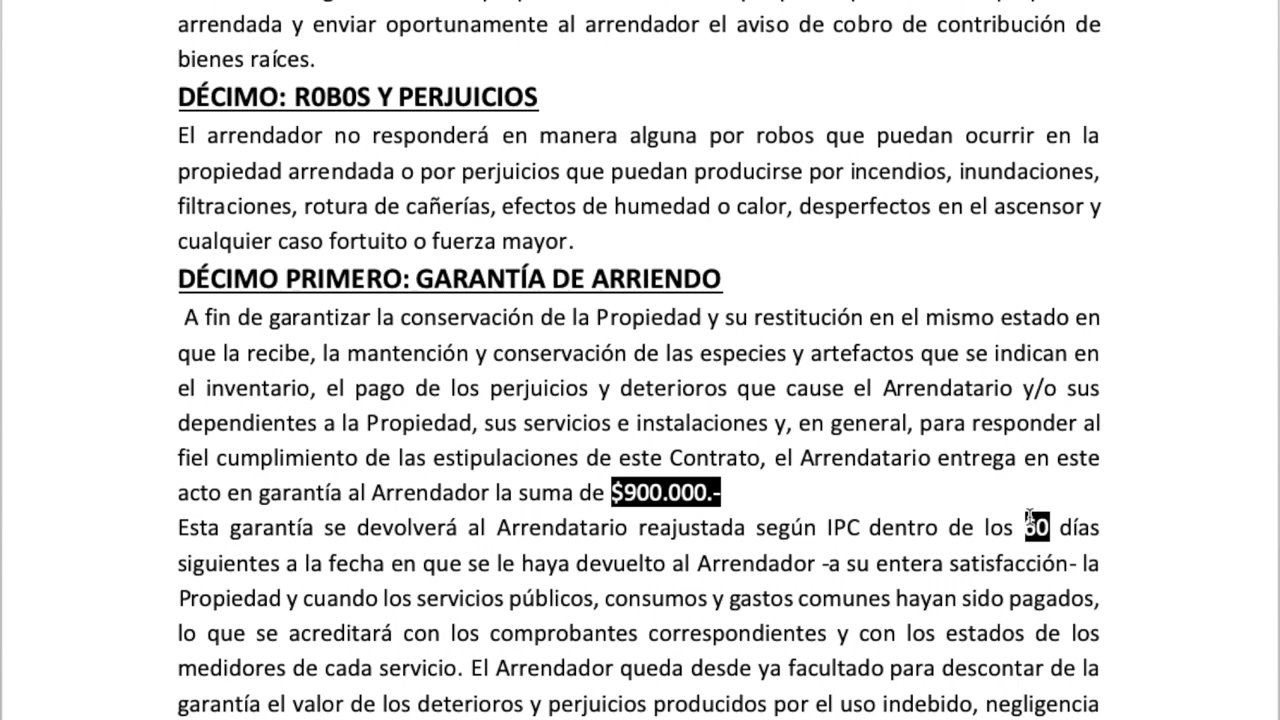 arrendada y enviar oportunamente al arrendador el aviso de cobro de contribución de
bienes raíces.
DÉCIMO: R0B0S Y PERJUICIOS
El arrendador no responderá en manera alguna por robos que puedan ocurrir en la
propiedad arrendada o por perjuicios que puedan producirse por incendios, inundaciones,
filtraciones, rotura de cañerías, efectos de humedad o calor, desperfectos en el ascensor y
cualquier caso fortuito o fuerza mayor.
DÉCIMO PRIMERO: GARANTÍA DE ARRIENDO
A fin de garantizar la conservación de la Propiedad y su restitución en el mismo estado en
que la recibe, la mantención y conservación de las especies y artefactos que se indican en
el inventario, el pago de los perjuicios y deterioros que cause el Arrendatario y/o sus
dependientes a la Propiedad, sus servicios e instalaciones y, en general, para responder al
fiel cumplimiento de las estipulaciones de este Contrato, el Arrendatario entrega en este
acto en garantía al Arrendador la suma de $900.000.-
Esta garantía se devolverá al Arrendatario reajustada según IPC dentro de los días
siguientes a la fecha en que se le haya devuelto al Arrendador -a su entera satisfacción- la
Propiedad y cuando los servicios públicos, consumos y gastos comunes hayan sido pagados,
lo que se acreditará con los comprobantes correspondientes y con los estados de los
medidores de cada servicio. El Arrendador queda desde ya facultado para descontar de la
garantía el valor de los deterioros y perjuicios producidos por el uso indebido, negligencia